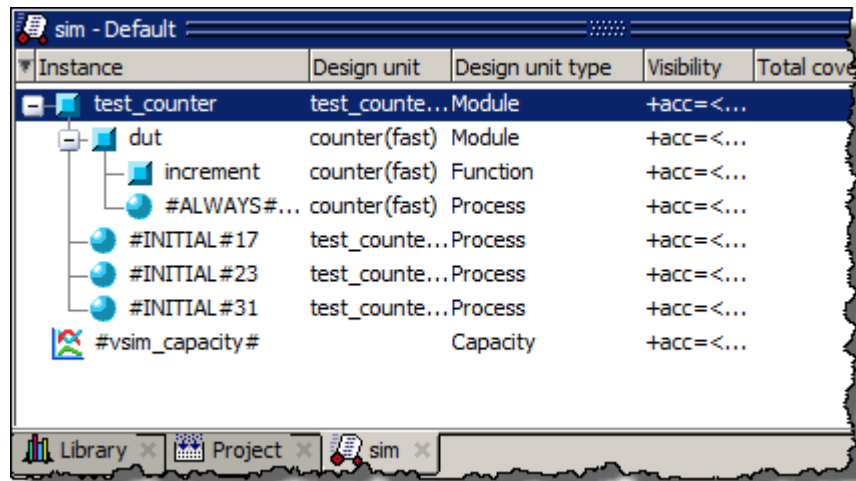 sim - Default
Instance Design unit Design unit type Visibility Total cove
test_counter test_counte... Module +acc=<...
dut counter(fast) Module +acc=<...
increment counter(fast) Function +acc=<...
#ALWAYS#... counter(fast) Process +acc=<...
#INITIAL#17 test_counte... Process +acc=<...
#INITIAL#23 test_counte... Process +acc=<...
#INITIAL#31 test_counte... Process +acc=<...
#vsim_capacity# Capacity +acc=<...
Library Project sim